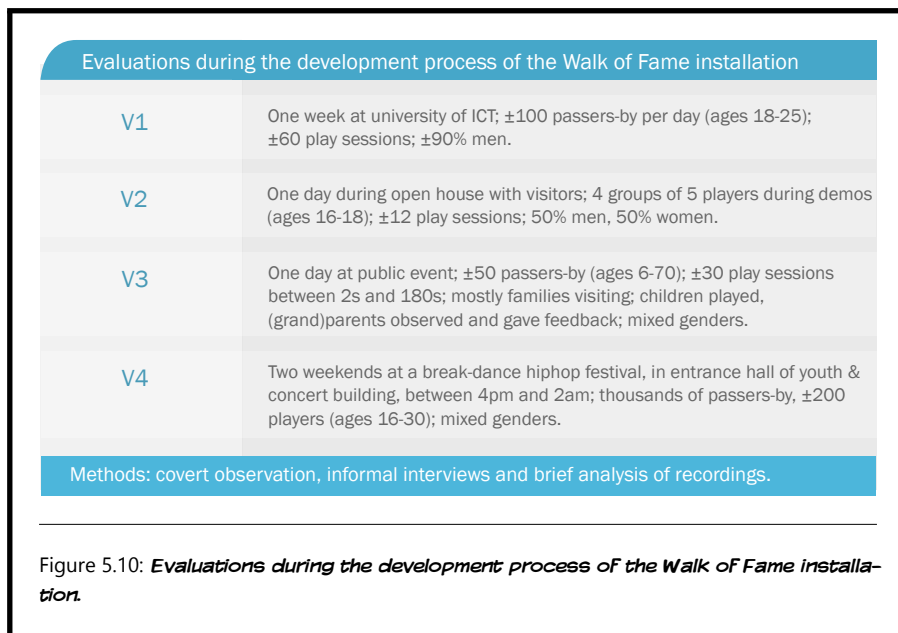 Evaluations during the development process of the Walk of Fame installation
V1
One week at university of ICT; ±100 passers-by per day (ages 18-25);
±60 play sessions; ±90% men.
V2
One day during open house with visitors; 4 groups of 5 players during demos
(ages 16-18); ±12 play sessions; 50% men, 50% women.
V3
One day at public event; ±50 passers-by (ages 6-70); ±30 play sessions
between 2s and 180s; mostly families visiting; children played,
(grand)parents observed and gave feedback; mixed genders.
V4
Two weekends at a break-dance hiphop festival, in entrance hall of youth &
concert building, between 4pm and 2am; thousands of passers-by, ±200
players (ages 16-30); mixed genders.
Methods: covert observation, informal interviews and brief analysis of recordings.
Figure 5.10: Evaluations during the development process of the Walk of Fame installa-
tion.